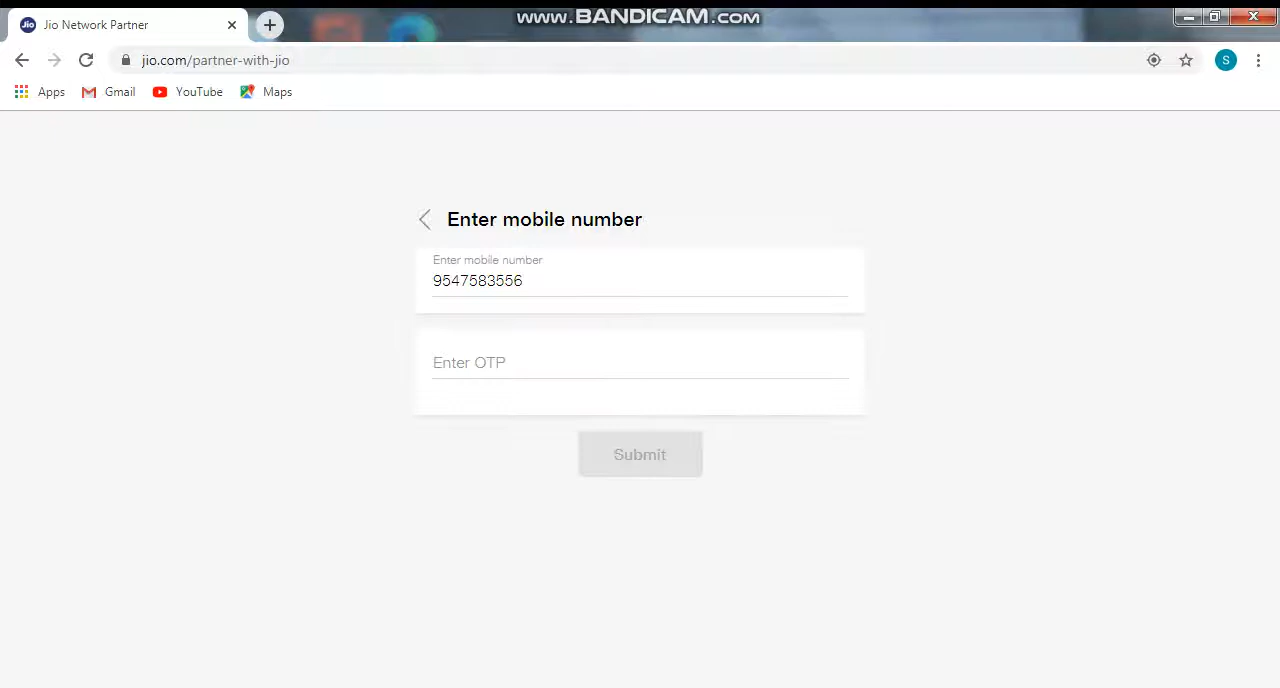 www.BANDICAM.COM
Jio Jio Network Partner
jio.com/partner-with-jio
S
Apps Gmail YouTube Maps
Enter mobile number
Enter mobile number
9547583556
Enter OTP
Submit